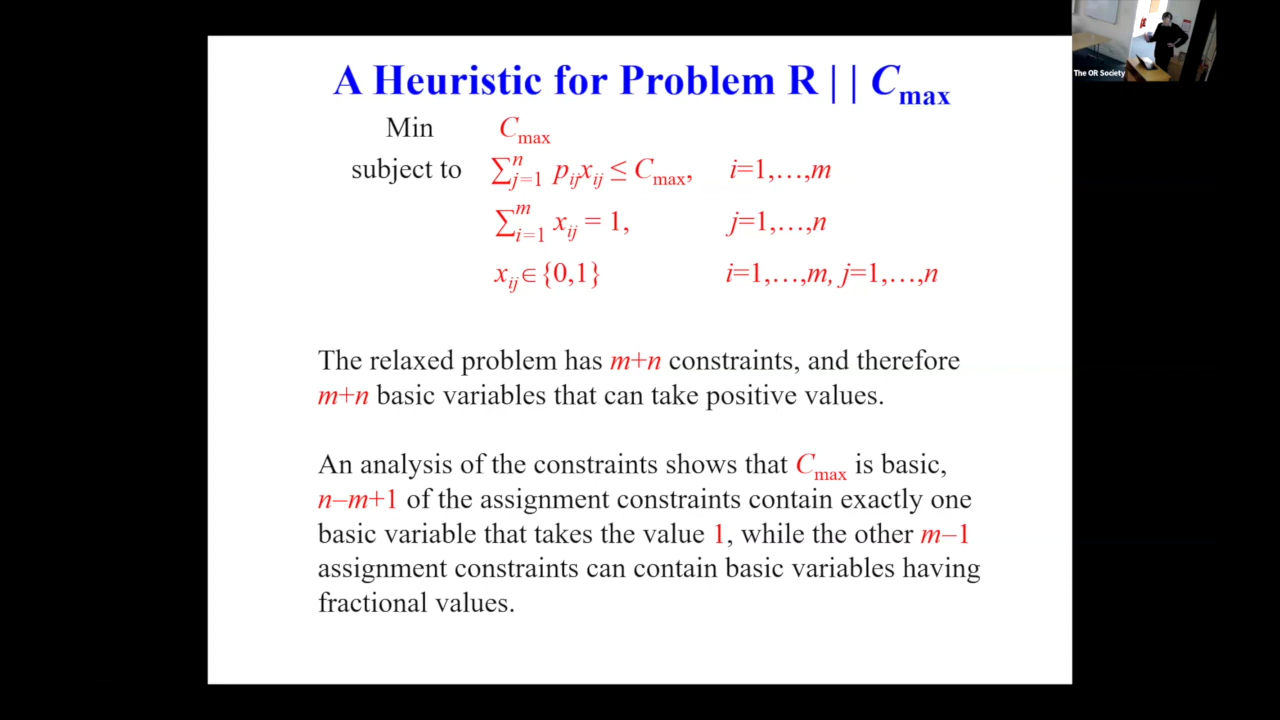 A Heuristic for Problem R | | Cmax
Min Cmax
subject to ∑ⁿj=1 pijxij ≤ Cmax, i=1,…,m
∑ᵐi=1 xij = 1, j=1,…,n
xij∈{0,1} i=1,…,m, j=1,…,n
The relaxed problem has m+n constraints, and therefore
m+n basic variables that can take positive values.
An analysis of the constraints shows that Cmax is basic,
n–m+1 of the assignment constraints contain exactly one
basic variable that takes the value 1, while the other m–1
assignment constraints can contain basic variables having
fractional values.
The OR Society